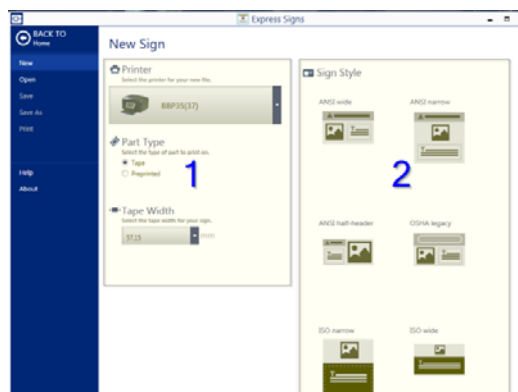 Express Signs
BACK TO
Home
New
Open
Save
Save As
Print
Help
About
New Sign
Printer
Select the printer for your new file.
BBP35(37)
Part Type
Select the type of part to print on.
Tape
Preprinted
1
Tape Width
Select the tape width for your sign.
57.15
mm
Sign Style
ANSI wide
ANSI narrow
2
ANSI half-header
OSHA legacy
ISO narrow
ISO wide